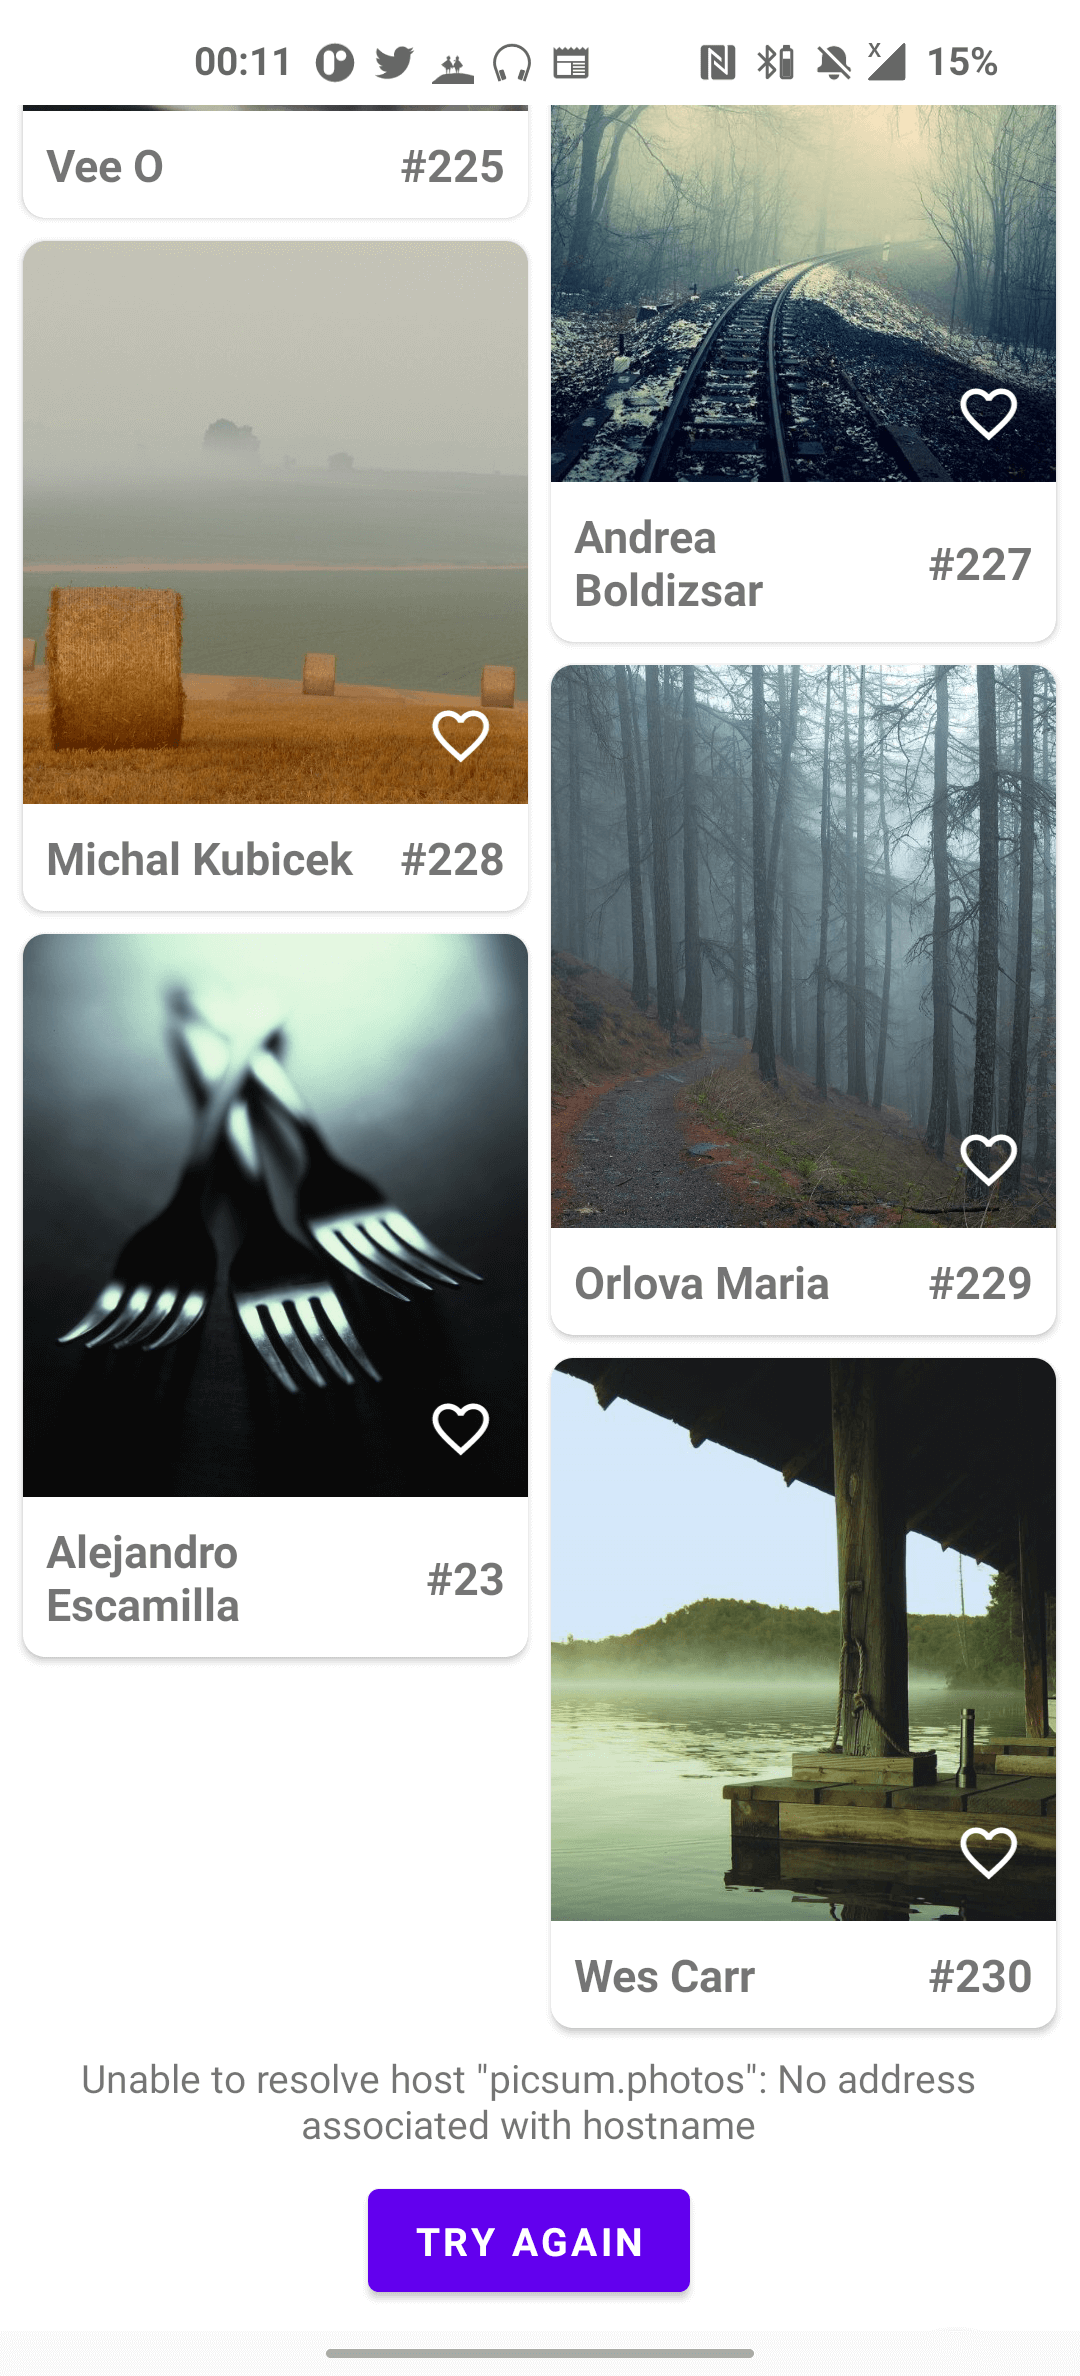 00:11
15%
Vee O #225
Andrea
Boldizsar
#227
Michal Kubicek #228
Orlova Maria #229
Alejandro
Escamilla
#23
Wes Carr #230
Unable to resolve host "picsum.photos": No address
associated with hostname
TRY AGAIN